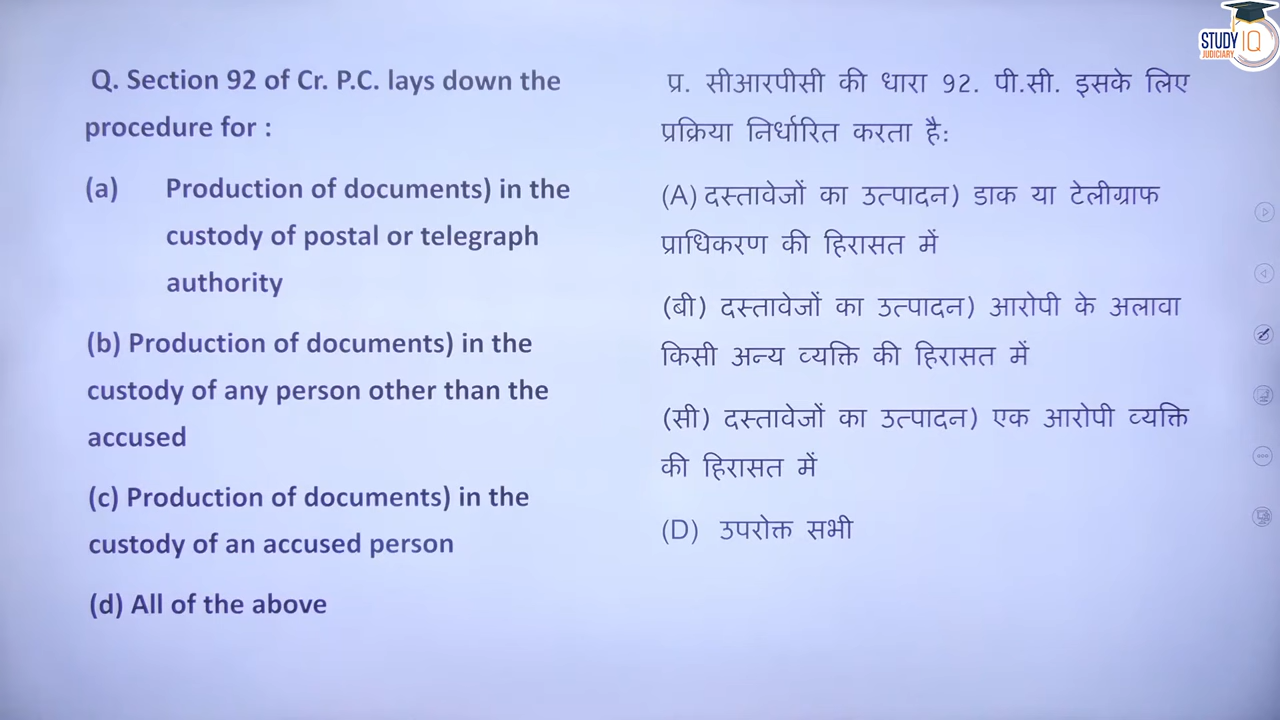 Q. Section 92 of Cr. P.C. lays down the
procedure for :
(a) Production of documents) in the
custody of postal or telegraph
authority
(b) Production of documents) in the
custody of any person other than the
accused
(c) Production of documents) in the
custody of an accused person
(d) All of the above
प्र. सीआरपीसी की धारा 92. पी.सी. इसके लिए
प्रक्रिया निर्धारित करता है:
(A) दस्तावेजों का उत्पादन) डाक या टेलीग्राफ
प्राधिकरण की हिरासत में
(बी) दस्तावेजों का उत्पादन) आरोपी के अलावा
किसी अन्य व्यक्ति की हिरासत में
(सी) दस्तावेजों का उत्पादन) एक आरोपी व्यक्ति
की हिरासत में
(D) उपरोक्त सभी
STUDY IQ
JUDICIARY